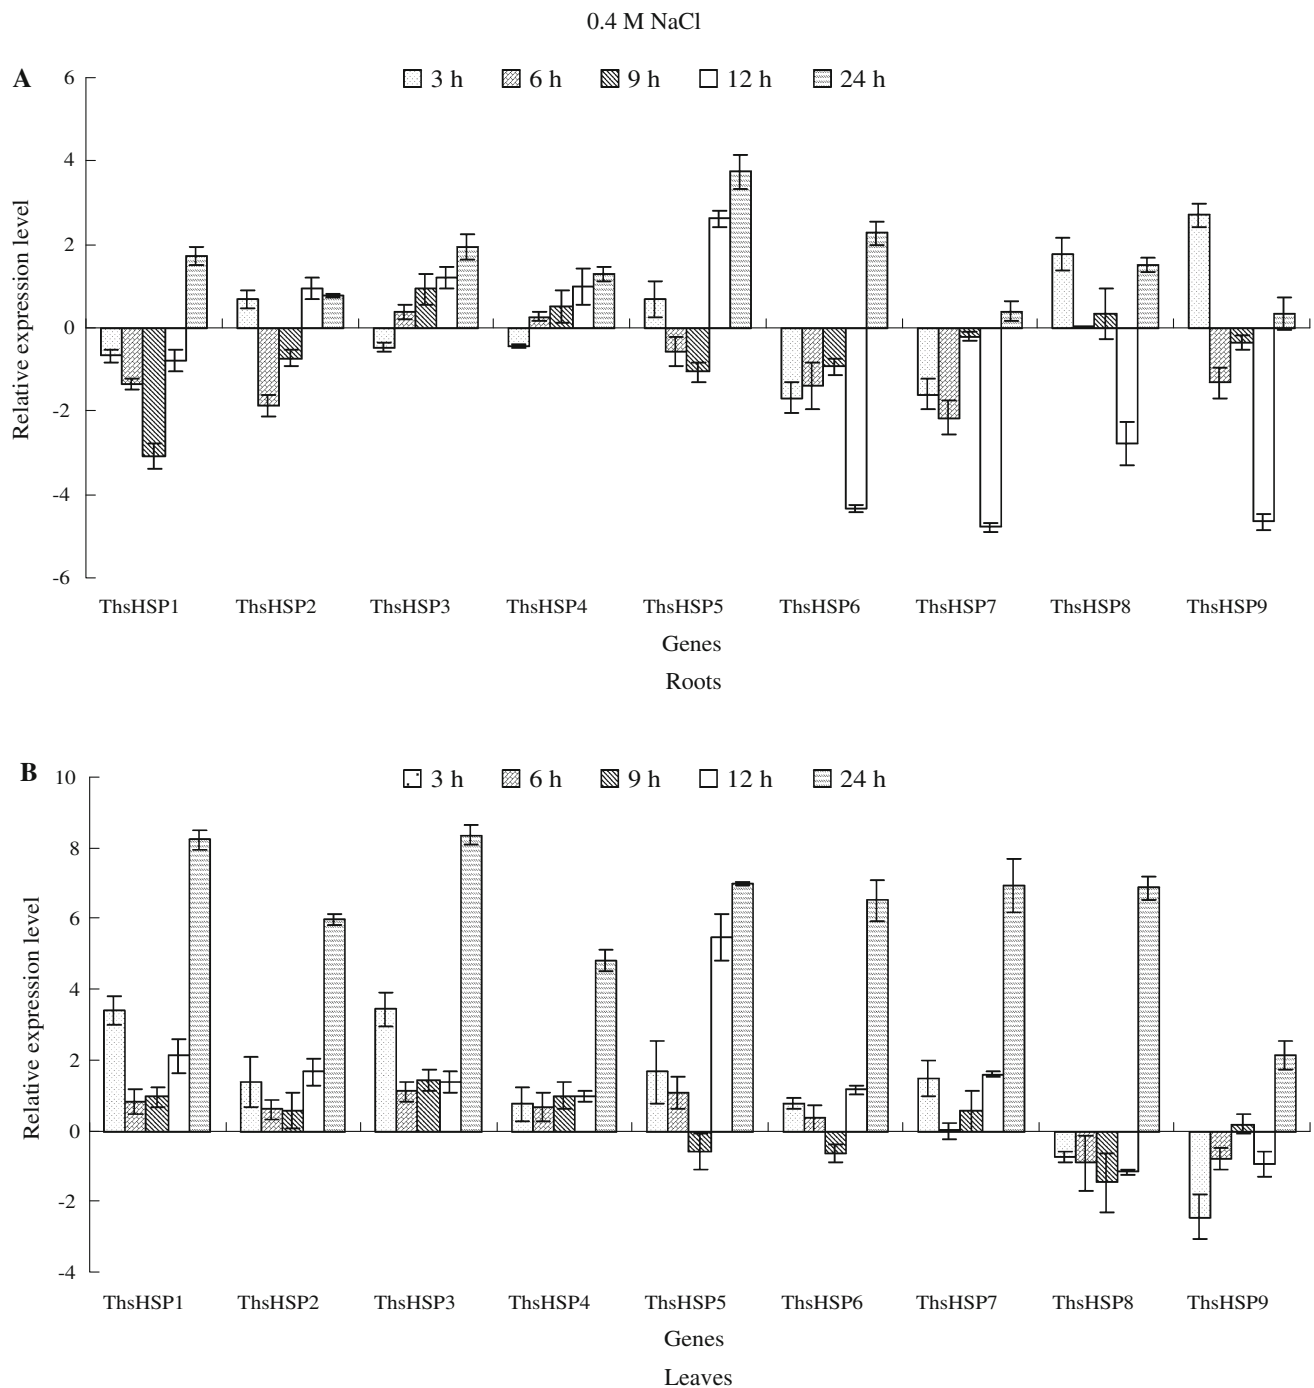 0.4 M NaCl
A
3 h 6 h 9 h 12 h 24 h
6
4
2
0
-2
-4
-6
Relative expression level
ThsHSP1 ThsHSP2 ThsHSP3 ThsHSP4 ThsHSP5 ThsHSP6 ThsHSP7 ThsHSP8 ThsHSP9
Genes
Roots
B
3 h 6 h 9 h 12 h 24 h
10
8
6
4
2
0
-2
-4
Relative expression level
ThsHSP1 ThsHSP2 ThsHSP3 ThsHSP4 ThsHSP5 ThsHSP6 ThsHSP7 ThsHSP8 ThsHSP9
Genes
Leaves